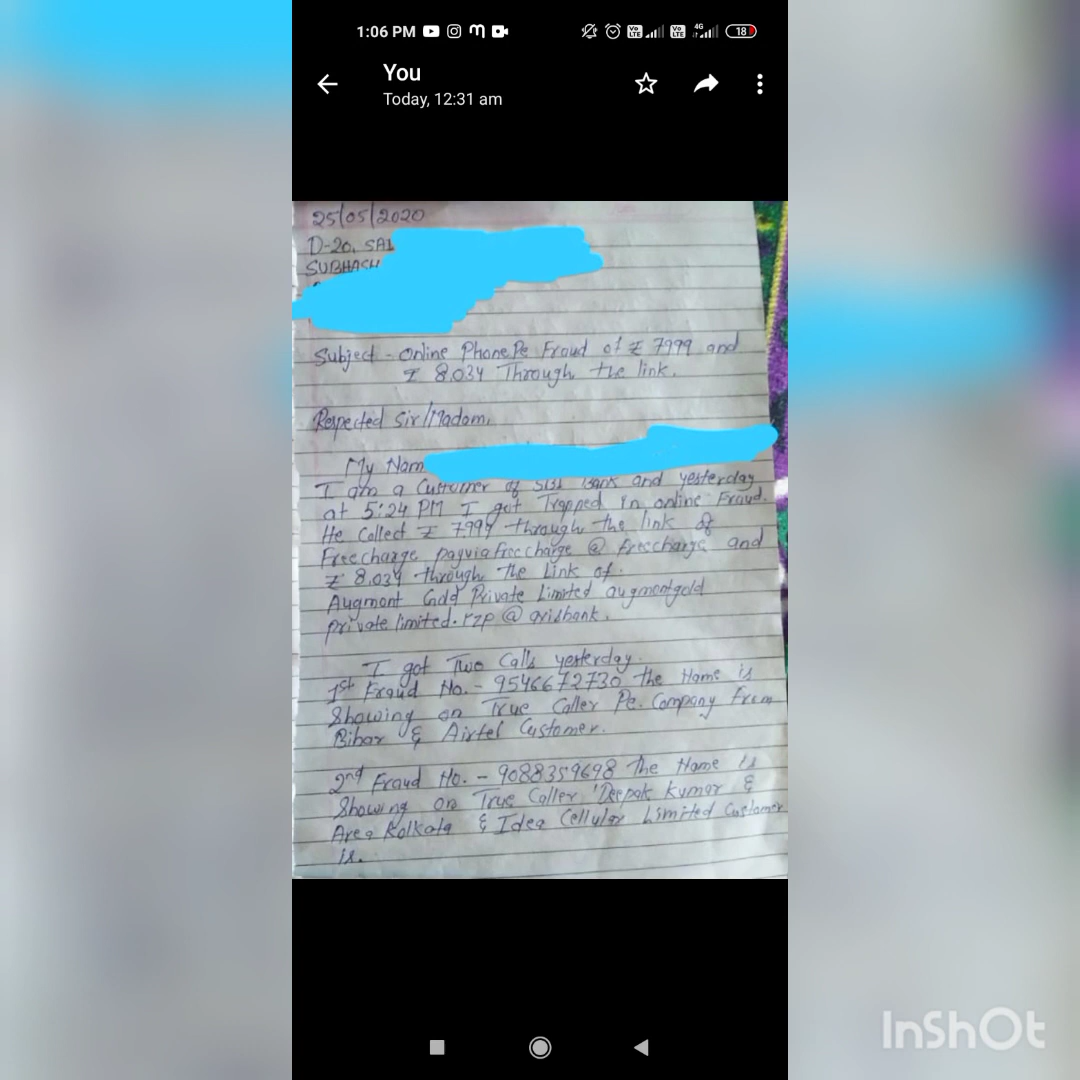 1:06 PM
18
You
Today, 12:31 am
25/05/2020
D-20, SAI
SUBHASH
Subject - Online PhonePe Fraud of ₹ 7999 and
₹ 8,034 Through the link.
Respected Sir/Madam,
My Nam
I am a Customer of SBI Bank and yesterday
at 5:24 PM I got Trapped in online Fraud.
He Collect ₹ 7999 through the link of
Freecharge payviafreecharge @ freecharge and
₹ 8,034 through the Link of.
Augmont Gold Private Limited augmontgold
private limited.rzp @ axisbank.
I got Two Calls yesterday.
1st Fraud No. - 9546672730 the Name is
Showing on True Caller Pe. Company From
Bihar & Airtel Customer.
2nd Fraud No. - 9088359698 The Name is
Showing on True Caller 'Deepak Kumar &
Area Kolkata & Idea Cellular Limited Customer
is.
InShOt